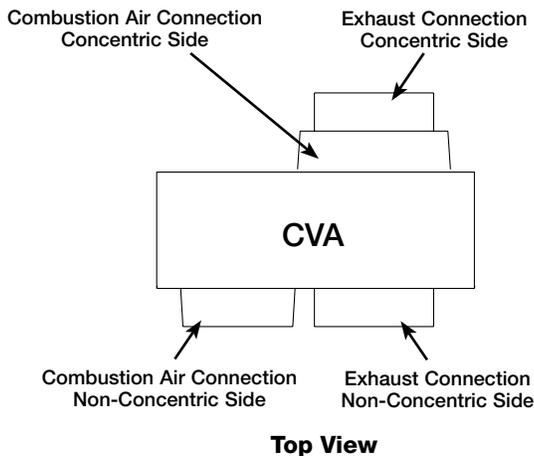 Combustion Air Connection
Concentric Side
Exhaust Connection
Concentric Side
CVA
Combustion Air Connection
Non-Concentric Side
Exhaust Connection
Non-Concentric Side
Top View